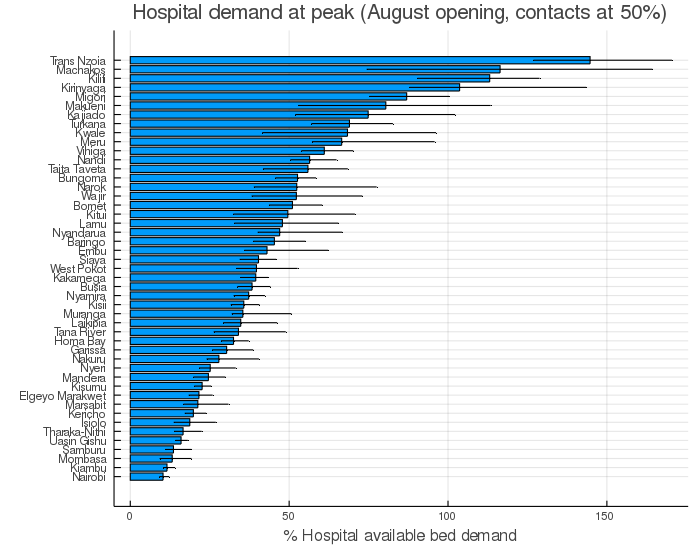 Hospital demand at peak (August opening, contacts at 50%)
Trans Nzoia
Machakos
Kilifi
Kirinyaga
Migori
Makueni
Kajiado
Turkana
Kwale
Meru
Vihiga
Nandi
Taita Taveta
Bungoma
Narok
Wajir
Bomet
Kitui
Lamu
Nyandarua
Baringo
Embu
Siaya
West Pokot
Kakamega
Busia
Nyamira
Kisii
Muranga
Laikipia
Tana River
Homa Bay
Garissa
Nakuru
Nyeri
Mandera
Kisumu
Elgeyo Marakwet
Marsabit
Kericho
Isiolo
Tharaka-Nithi
Uasin Gishu
Samburu
Mombasa
Kiambu
Nairobi
0 50 100 150
% Hospital available bed demand